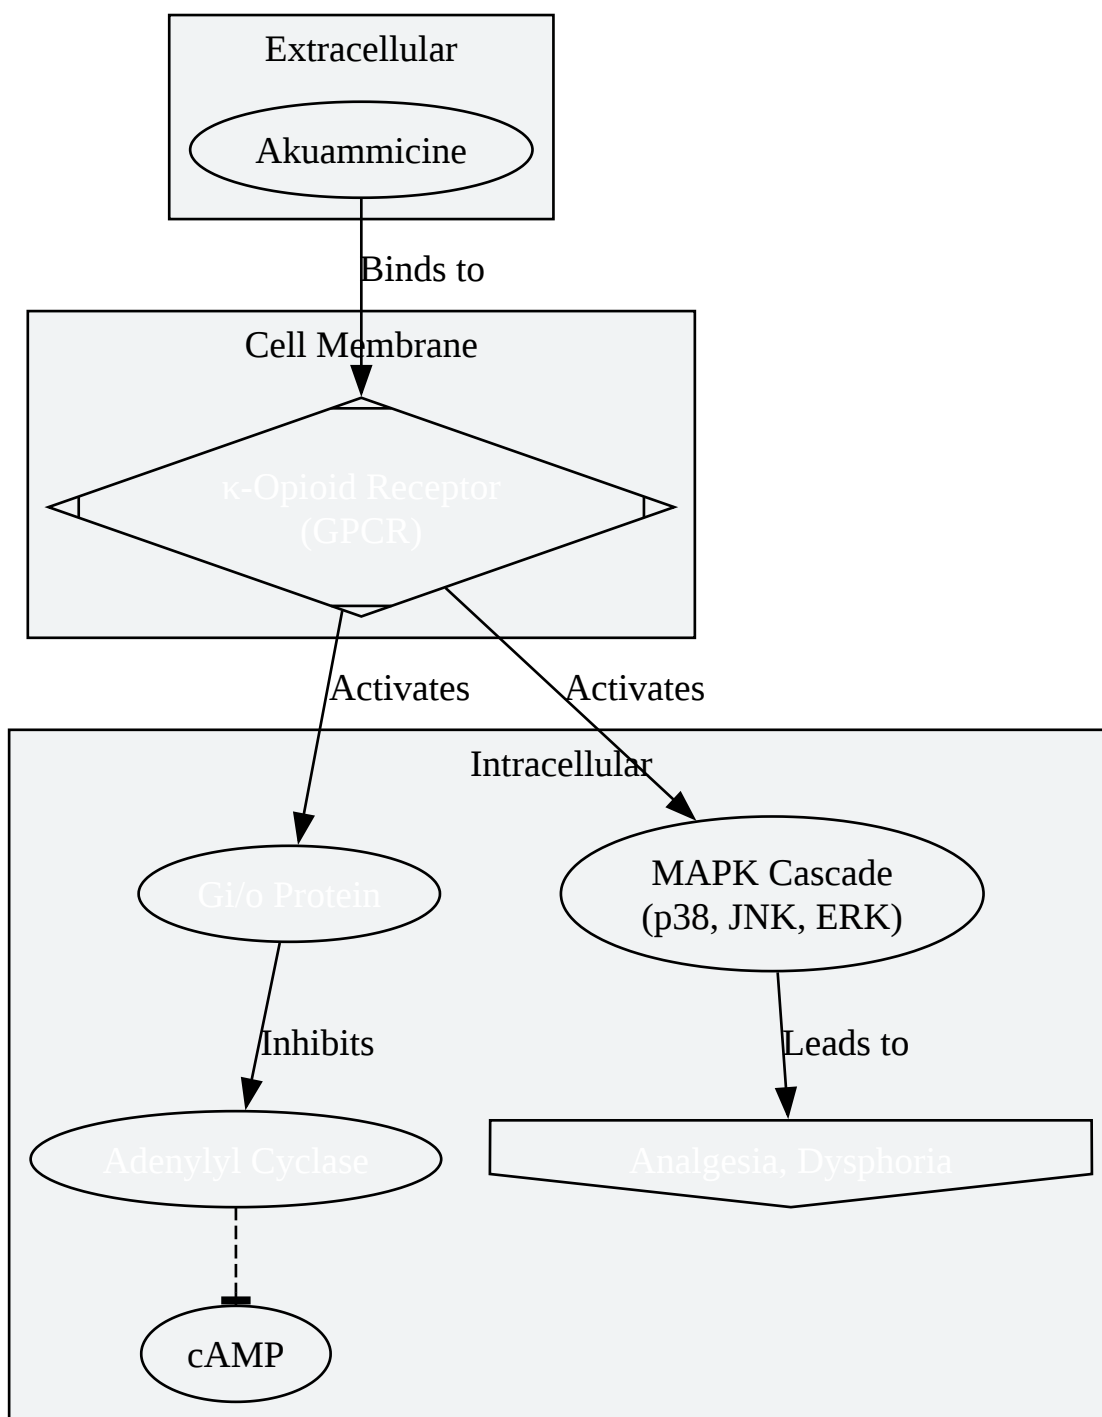 Extracellular
Akuammicine
Binds to
Cell Membrane
κ-Opioid Receptor
(GPCR)
Activates
Activates
Intracellular
Gi/o Protein
MAPK Cascade
(p38, JNK, ERK)
Inhibits
Leads to
Adenylyl Cyclase
Analgesia, Dysphoria
cAMP